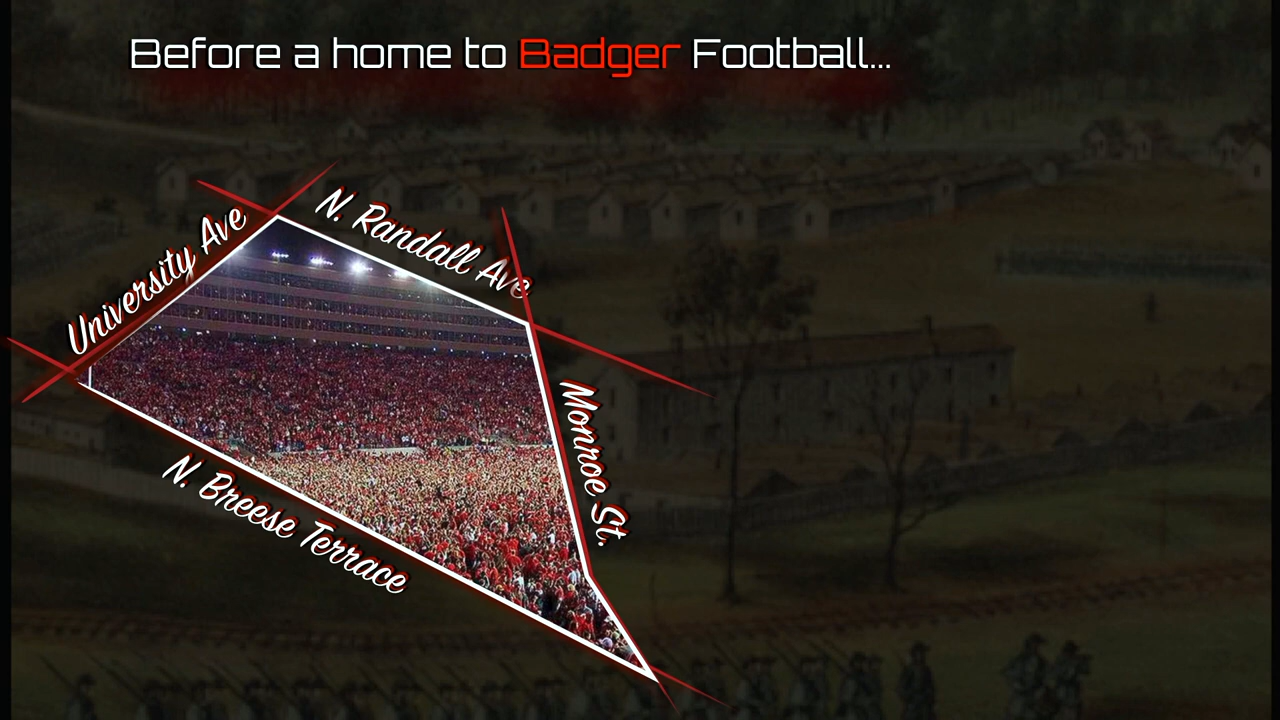 Before a home to Badger Football...
University Ave
N. Randall Ave
Monroe St.
N. Breese Terrace